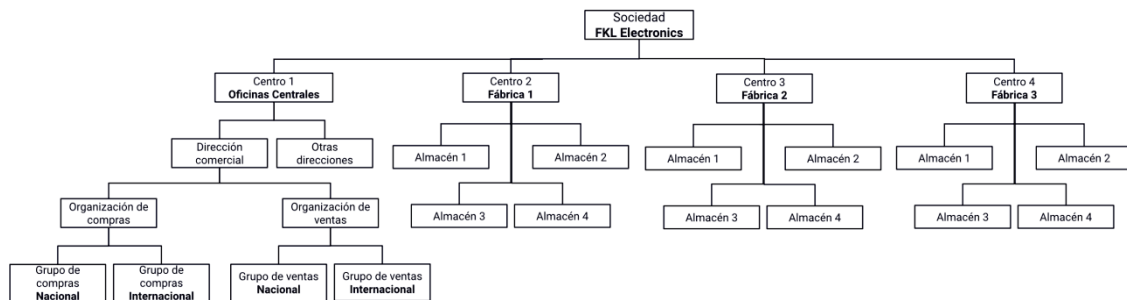 Sociedad
FKL Electronics
Centro 1
Oficinas Centrales
Centro 2
Fábrica 1
Centro 3
Fábrica 2
Centro 4
Fábrica 3
Dirección
comercial
Otras
direcciones
Almacén 1
Almacén 2
Almacén 1
Almacén 2
Almacén 1
Almacén 2
Organización de
compras
Organización de
ventas
Almacén 3
Almacén 4
Almacén 3
Almacén 4
Almacén 3
Almacén 4
Grupo de
compras
Nacional
Grupo de
compras
Internacional
Grupo de ventas
Nacional
Grupo de ventas
Internacional